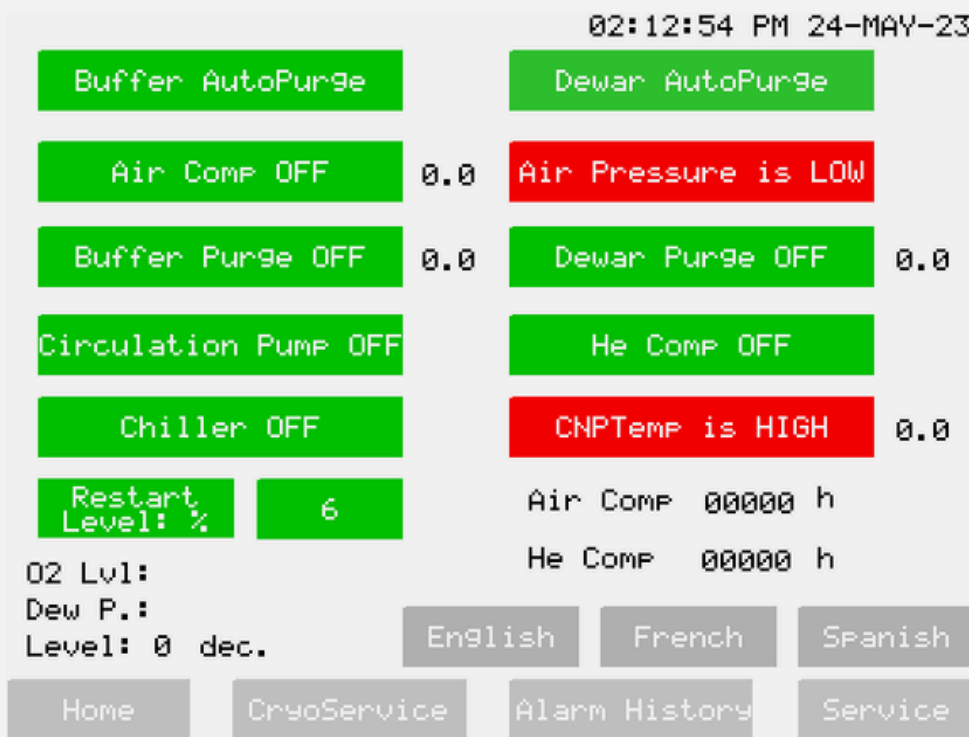 02:12:54 PM 24-MAY-23
Buffer AutoPurge
Dewar AutoPurge
Air Comp OFF
0.0
Air Pressure is LOW
Buffer Purge OFF
0.0
Dewar Purge OFF
0.0
Circulation Pump OFF
He Comp OFF
Chiller OFF
CNPTemp is HIGH
0.0
Restart
Level: %
6
Air Comp 00000 h
He Comp 00000 h
O2 Lvl:
Dew P.:
Level: 0 dec.
English
French
Spanish
Home
CryoService
Alarm History
Service